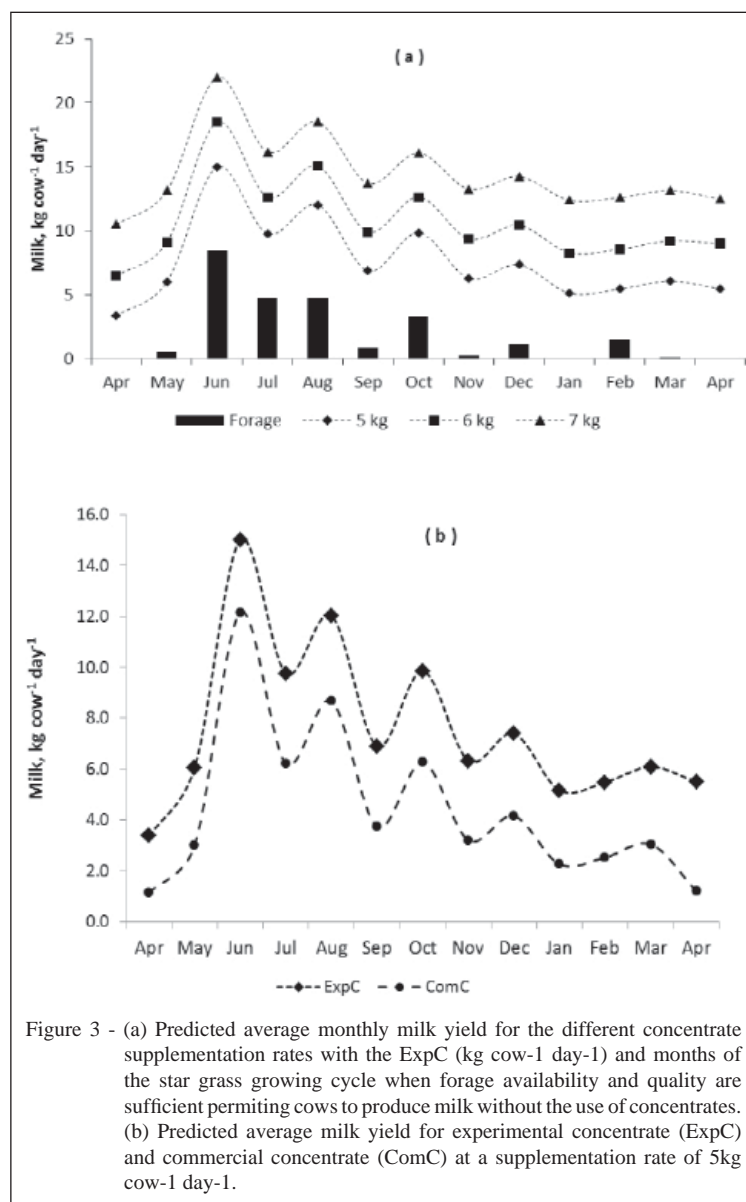 ( a )
25
20
15
10
5
0
Milk, kg cow-1 day-1
Apr May Jun Jul Aug Sep Oct Nov Dec Jan Feb Mar Apr
Forage 5 kg 6 kg 7 kg
( b )
16.0
14.0
12.0
10.0
8.0
6.0
4.0
2.0
0.0
Milk, kg cow-1 day-1
Apr May Jun Jul Aug Sep Oct Nov Dec Jan Feb Mar Apr
ExpC ComC
Figure 3 - (a) Predicted average monthly milk yield for the different concentrate
supplementation rates with the ExpC (kg cow-1 day-1) and months of
the star grass growing cycle when forage availability and quality are
sufficient permiting cows to produce milk without the use of concentrates.
(b) Predicted average milk yield for experimental concentrate (ExpC)
and commercial concentrate (ComC) at a supplementation rate of 5kg
cow-1 day-1.